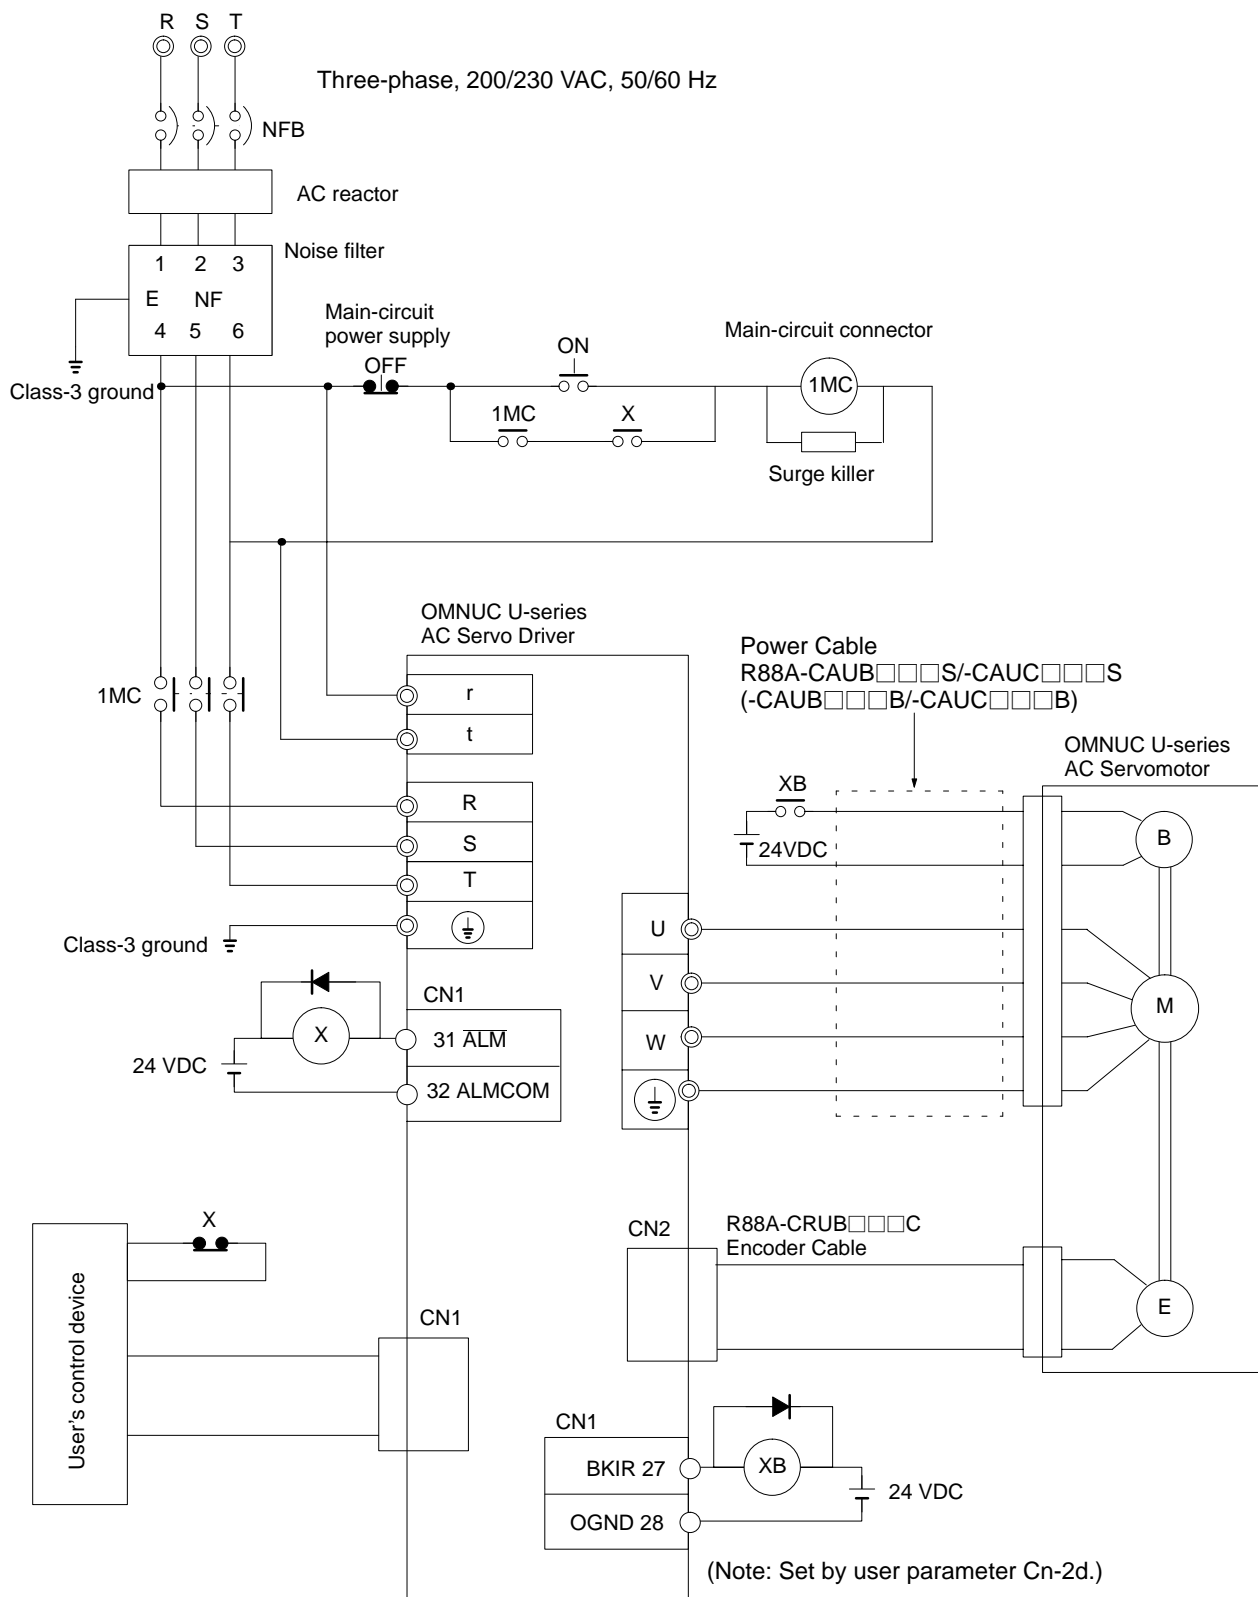 R S T
Three-phase, 200/230 VAC, 50/60 Hz
NFB
AC reactor
Noise filter
1 2 3
E NF
4 5 6
Class-3 ground
Main-circuit
power supply
OFF
ON
Main-circuit connector
1MC
1MC X
Surge killer
OMNUC U-series
AC Servo Driver
Power Cable
R88A-CAUB□□□S/-CAUC□□□S
(-CAUB□□□B/-CAUC□□□B)
1MC
r
t
OMNUC U-series
AC Servomotor
R
S
T
XB
24VDC
B
Class-3 ground
U
V
W
M
CN1
X
31 ALM
24 VDC
32 ALMCOM
X
User's control device
CN1
CN2
R88A-CRUB□□□C
Encoder Cable
E
CN1
BKIR 27
XB
OGND 28
24 VDC
(Note: Set by user parameter Cn-2d.)